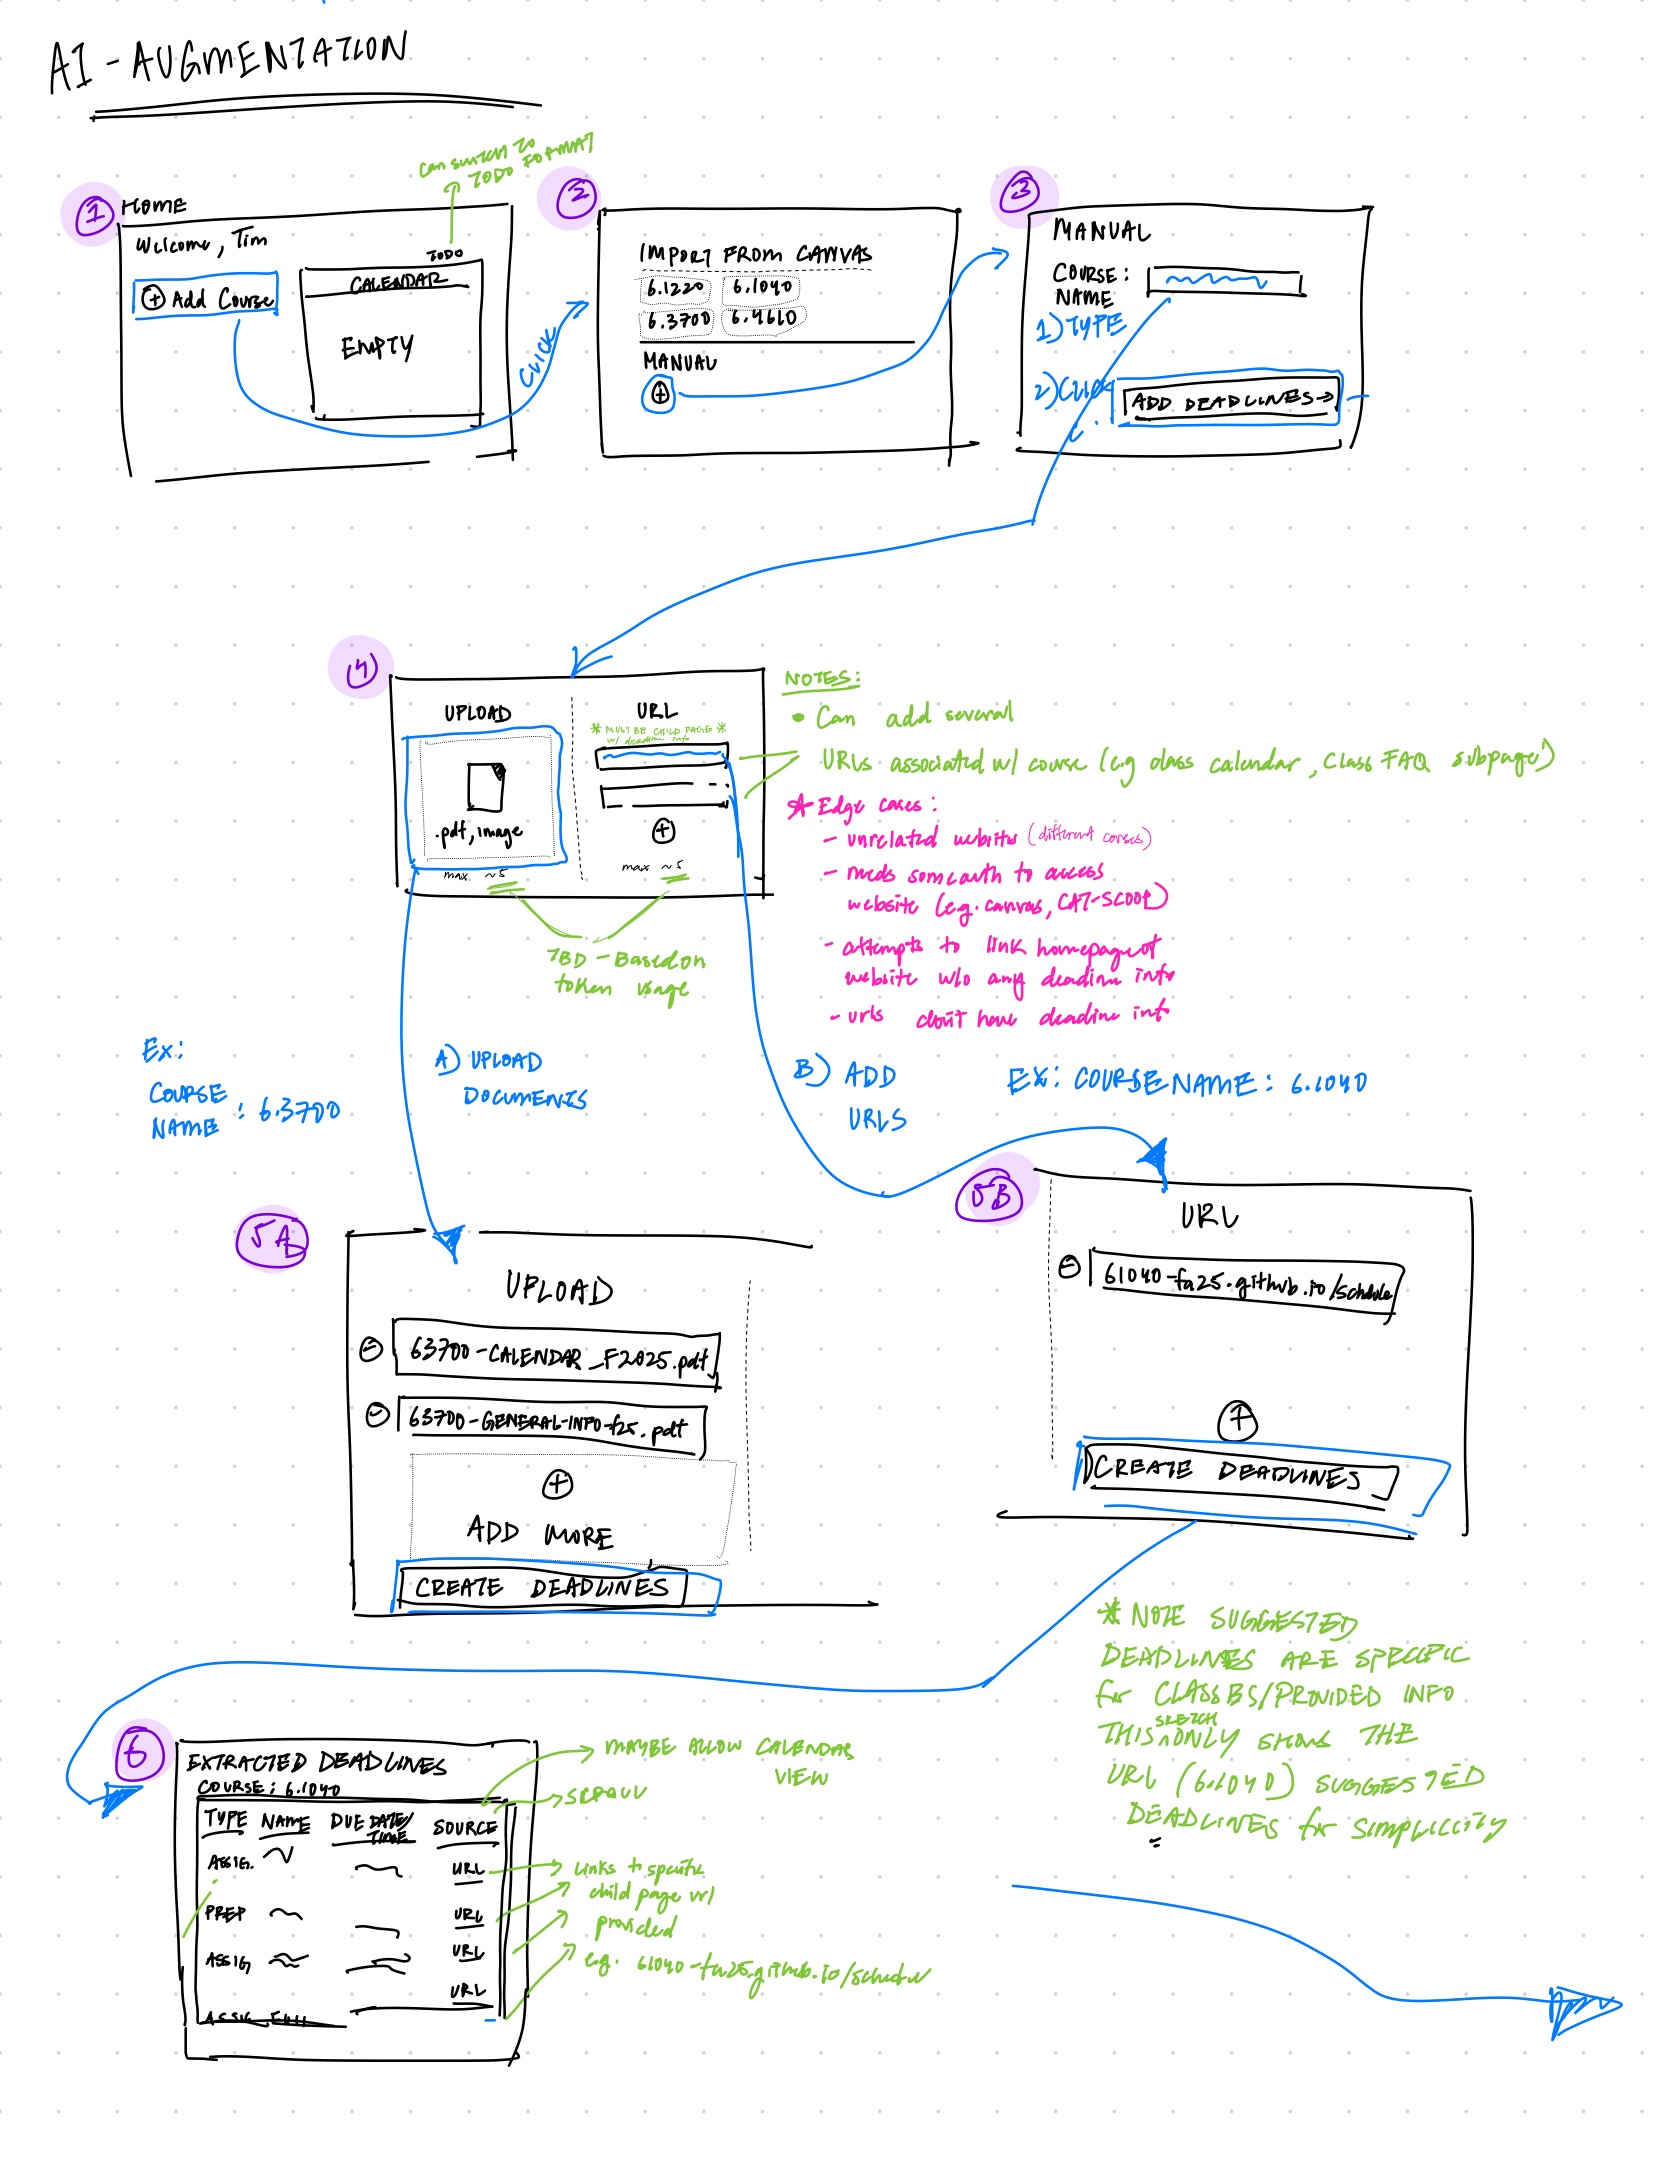 AI - AUGMENTATION
can switch to
TODO FORMAT
1
HOME
Welcome, Tim
+ Add Course
TODO
CALENDAR
EMPTY
CLICK
2
IMPORT FROM CANVAS
6.1220 6.1040
6.3700 6.4610
MANUAL
+
3
MANUAL
COURSE:
NAME
1) TYPE
2) CLICK
ADD DEADLINES →
4
UPLOAD
.pdf, image
max ~5
URL
* MUST BE CHILD PAGES *
w/ deadline info
+
max ~5
TBD - Based on
token usage
NOTES:
• Can add several
URLs associated w/ course (e.g class calendar, Class FAQ subpage)
* Edge cases:
- unrelated website (different courses)
- needs some auth to access
website (e.g. canvas, CAT-SOOP)
- attempts to link homepage of
website w/o any deadline info
- urls don't have deadline info
Ex:
COURSE
NAME : 6.3700
A) UPLOAD
DOCUMENTS
B) ADD
URLS
EX: COURSE NAME: 6.1040
5A
UPLOAD
63700-CALENDAR_F2025.pdf
63700-GENERAL-INFO-f25.pdf
+
ADD MORE
CREATE DEADLINES
5B
URL
61040-fa25.github.io/schedule
+
CREATE DEADLINES
* NOTE SUGGESTED
DEADLINES ARE SPECIFIC
for CLASSES/PROVIDED INFO
THIS SKETCH ONLY SHOWS THE
URL (6.1040) SUGGESTED
DEADLINES for SIMPLICITY
6
EXTRACTED DEADLINES
COURSE: 6.1040
TYPE NAME DUE DATE/TIME SOURCE
ASSIG. URL
PREP URL
ASSIG URL
URL
ASSIG
MAYBE ALLOW CALENDAR
VIEW
SCROLL
links to specific
child page url
provided
e.g. 61040-fa25.github.io/schedule